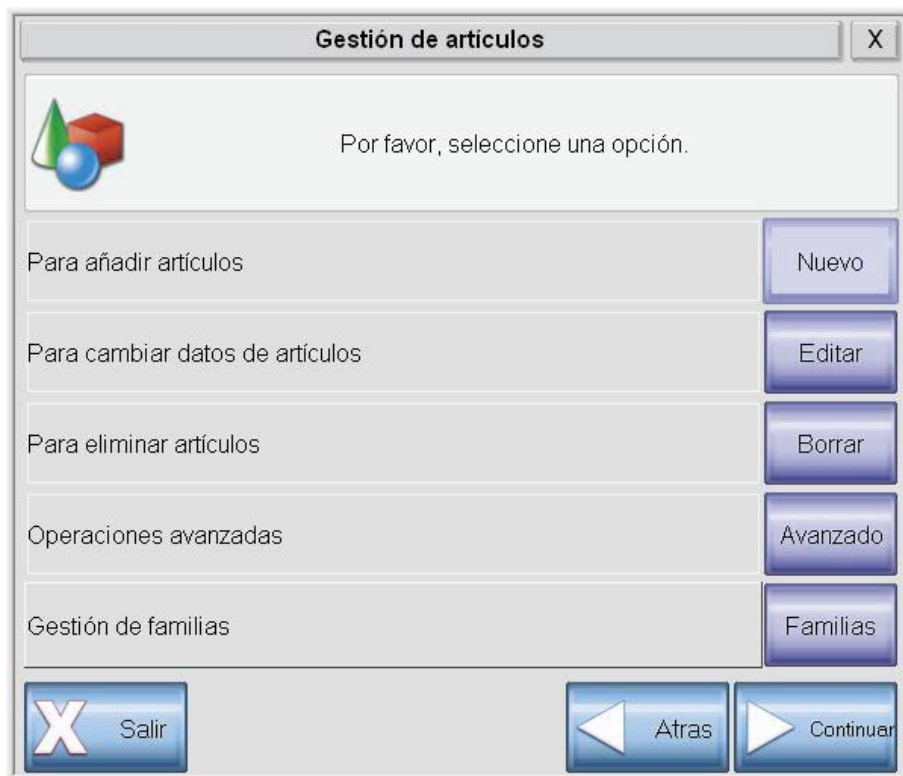 Gestión de artículos
X
Por favor, seleccione una opción.
Para añadir artículos
Nuevo
Para cambiar datos de artículos
Editar
Para eliminar artículos
Borrar
Operaciones avanzadas
Avanzado
Gestión de familias
Familias
Salir
Atras
Continuar